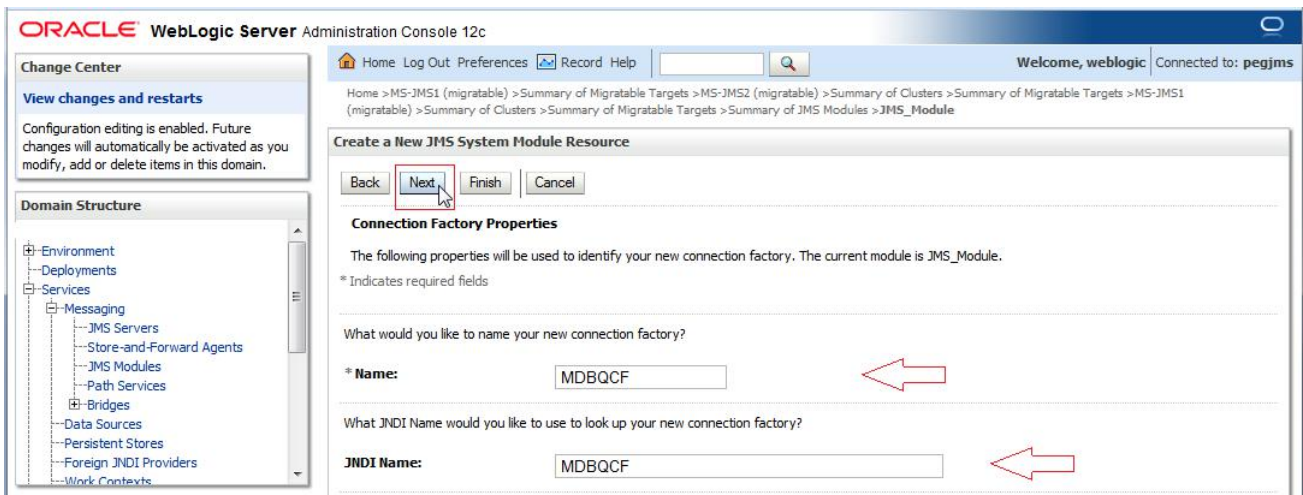 ORACLE WebLogic Server Administration Console 12c
Change Center
View changes and restarts
Configuration editing is enabled. Future
changes will automatically be activated as you
modify, add or delete items in this domain.
Domain Structure
Environment
Deployments
Services
Messaging
JMS Servers
Store-and-Forward Agents
JMS Modules
Path Services
Bridges
Data Sources
Persistent Stores
Foreign JNDI Providers
Work Contexts
Home Log Out Preferences Record Help
Welcome, weblogic Connected to: pegjms
Home >MS-JMS1 (migratable) >Summary of Migratable Targets >MS-JMS2 (migratable) >Summary of Clusters >Summary of Migratable Targets >MS-JMS1
(migratable) >Summary of Clusters >Summary of Migratable Targets >Summary of JMS Modules >JMS_Module
Create a New JMS System Module Resource
Back Next Finish Cancel
Connection Factory Properties
The following properties will be used to identify your new connection factory. The current module is JMS_Module.
* Indicates required fields
What would you like to name your new connection factory?
* Name: MDBQCF
What JNDI Name would you like to use to look up your new connection factory?
JNDI Name: MDBQCF